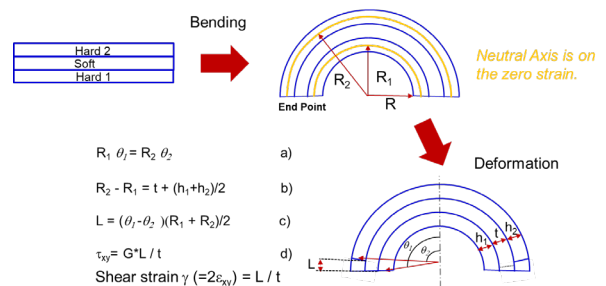 Bending
Hard 2
Soft
Hard 1
R₂
R₁
R
End Point
Neutral Axis is on
the zero strain.
Deformation
R₁ θ₁ = R₂ θ₂ a)
R₂ - R₁ = t + (h₁+h₂)/2 b)
L = (θ₁-θ₂ )(R₁ + R₂)/2 c)
τxy= G*L / t d)
Shear strain γ (=2εxy) = L / t
h₁
t
h₂
θ₁
θ₂
L